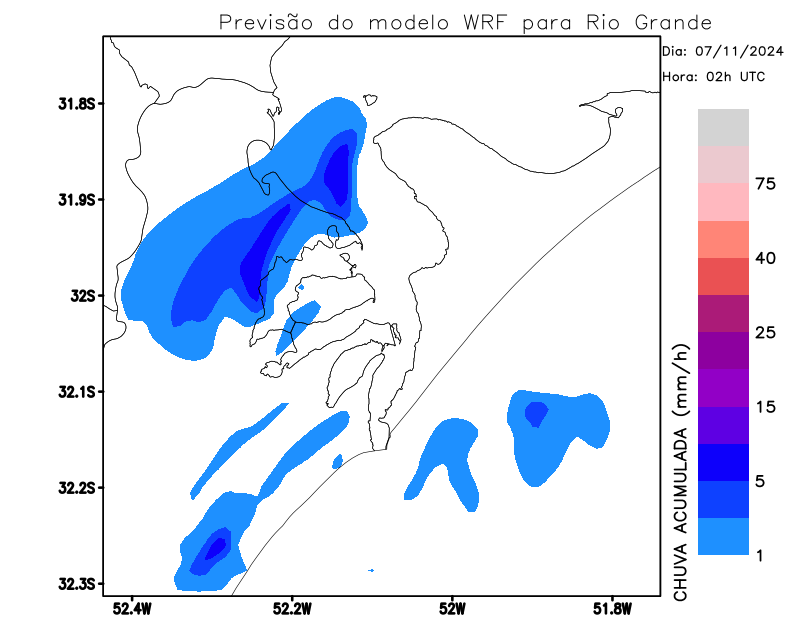 Previsão do modelo WRF para Rio Grande
Dia: 07/11/2024
Hora: 02h UTC
31.8S
31.9S
32S
32.1S
32.2S
32.3S
52.4W
52.2W
52W
51.8W
75
40
25
15
5
1
CHUVA ACUMULADA (mm/h)